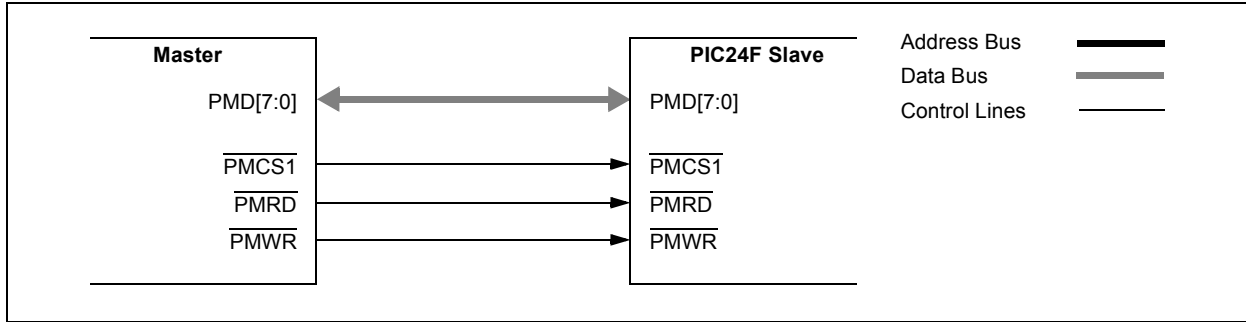 Master
PIC24F Slave
Address Bus
Data Bus
Control Lines
PMD[7:0]
PMD[7:0]
PMCS1
PMCS1
PMRD
PMRD
PMWR
PMWR